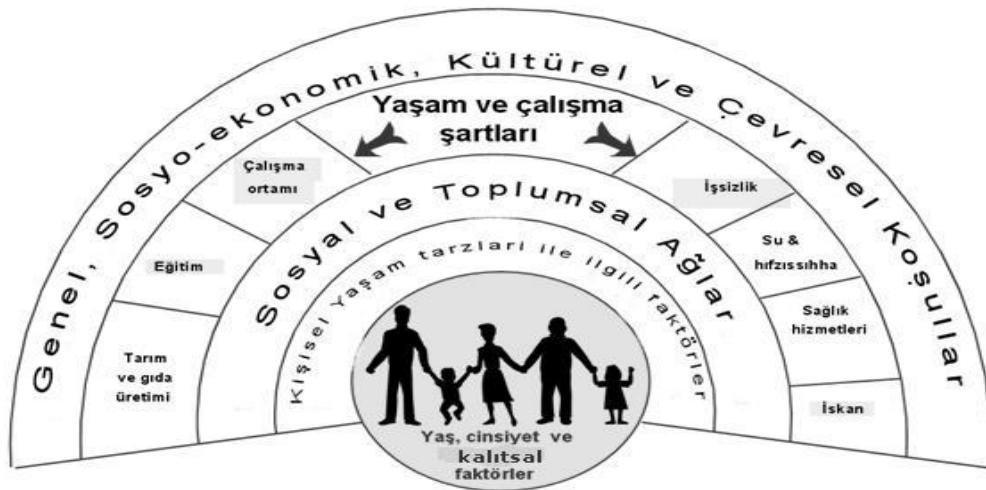 Genel, Sosyo-ekonomik, Kültürel ve Çevresel Koşullar
Yaşam ve çalışma
şartları
Çalışma
ortamı
Eğitim
Tarım
ve gıda
üretimi
İşsizlik
Su &
hıfzıssıhha
Sağlık
hizmetleri
İskan
Sosyal ve Toplumsal Ağlar
Kişisel Yaşam tarzlari ile ilgili faktörler
Yaş, cinsiyet ve
kalıtsal
faktörler